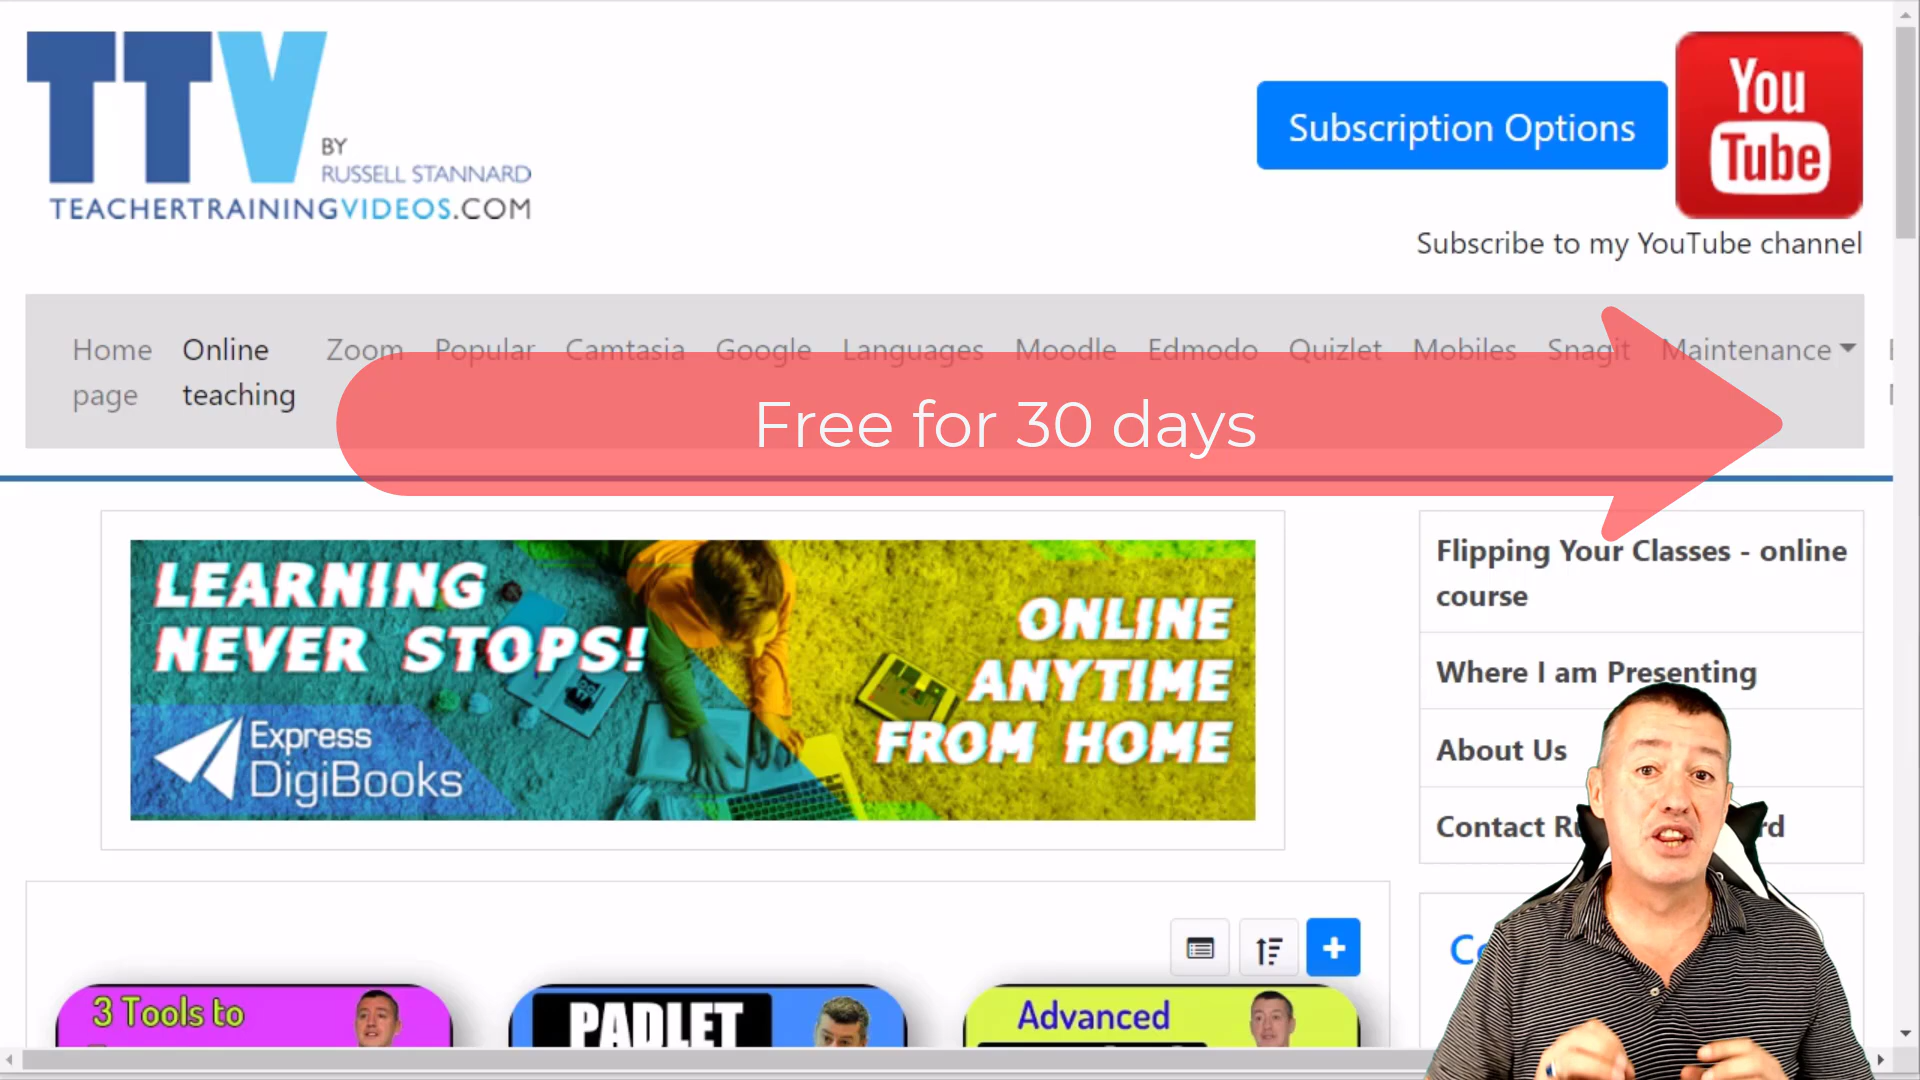 TTV
BY
RUSSELL STANNARD
TEACHERTRAININGVIDEOS.COM
Subscription Options
You
Tube
Subscribe to my YouTube channel
Home page
Online teaching
Zoom
Popular
Camtasia
Google
Languages
Moodle
Edmodo
Quizlet
Mobiles
Snagit
Maintenance
Free for 30 days
LEARNING
NEVER STOPS!
Express
DigiBooks
ONLINE
ANYTIME
FROM HOME
Flipping Your Classes - online
course
Where I am Presenting
About Us
Contact
3 Tools to
PADLET
Advanced